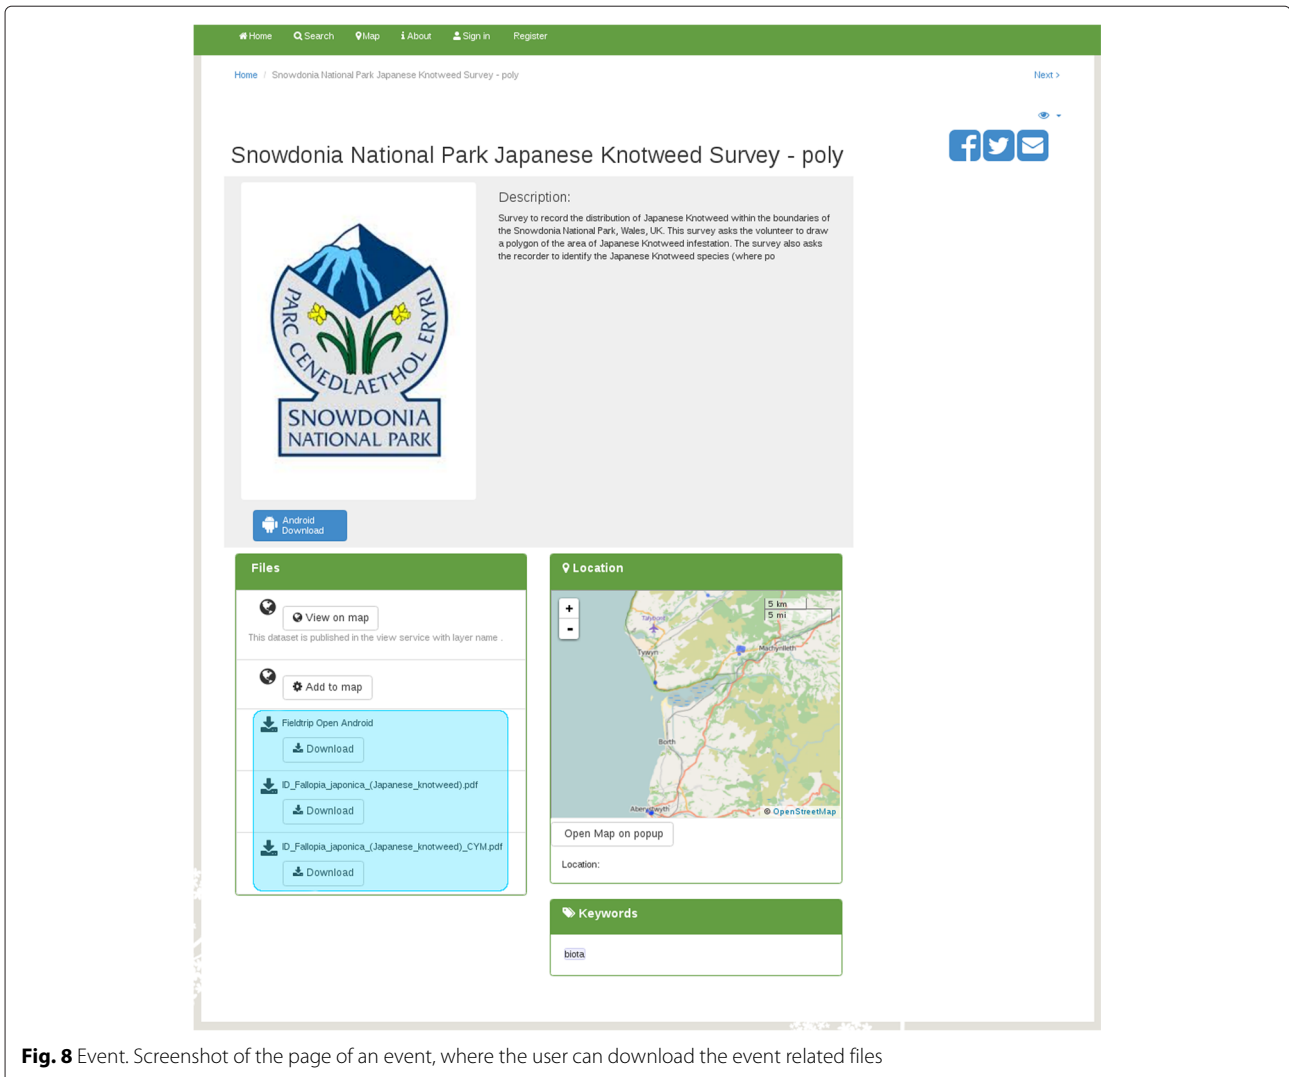 Home Search Map About Sign in Register
Home / Snowdonia National Park Japanese Knotweed Survey - poly
Next >
Snowdonia National Park Japanese Knotweed Survey - poly
PARC CENEDLAETHOL ERYRI
SNOWDONIA
NATIONAL PARK
Description:
Survey to record the distribution of Japanese Knotweed within the boundaries of
the Snowdonia National Park, Wales, UK. This survey asks the volunteer to draw
a polygon of the area of Japanese Knotweed infestation. The survey also asks
the recorder to identify the Japanese Knotweed species (where po
Android
Download
Files
View on map
This dataset is published in the view service with layer name .
Add to map
Fieldtrip Open Android
Download
ID_Fallopia_japonica_(Japanese_knotweed).pdf
Download
ID_Fallopia_japonica_(Japanese_knotweed)_CYM.pdf
Download
Location
+
-
5 km
5 mi
Talybont
Tywyn
Machynlleth
Borth
Aberystwyth
© OpenStreetMap
Open Map on popup
Location:
Keywords
biota
Fig. 8 Event. Screenshot of the page of an event, where the user can download the event related files